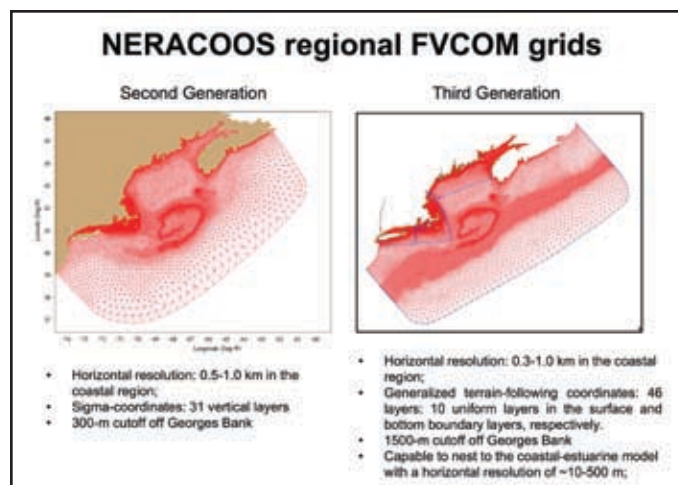 NERACOOS regional FVCOM grids
Second Generation
Third Generation
• Horizontal resolution: 0.5-1.0 km in the
coastal region;
• Sigma-coordinates: 31 vertical layers
• 300-m cutoff off Georges Bank
• Horizontal resolution: 0.3-1.0 km in the coastal
region;
• Generalized terrain-following coordinates: 46
layers: 10 uniform layers in the surface and
bottom boundary layers, respectively.
• 1500-m cutoff off Georges Bank
• Capable to nest to the coastal-estuarine model
with a horizontal resolution of ~10-500 m;